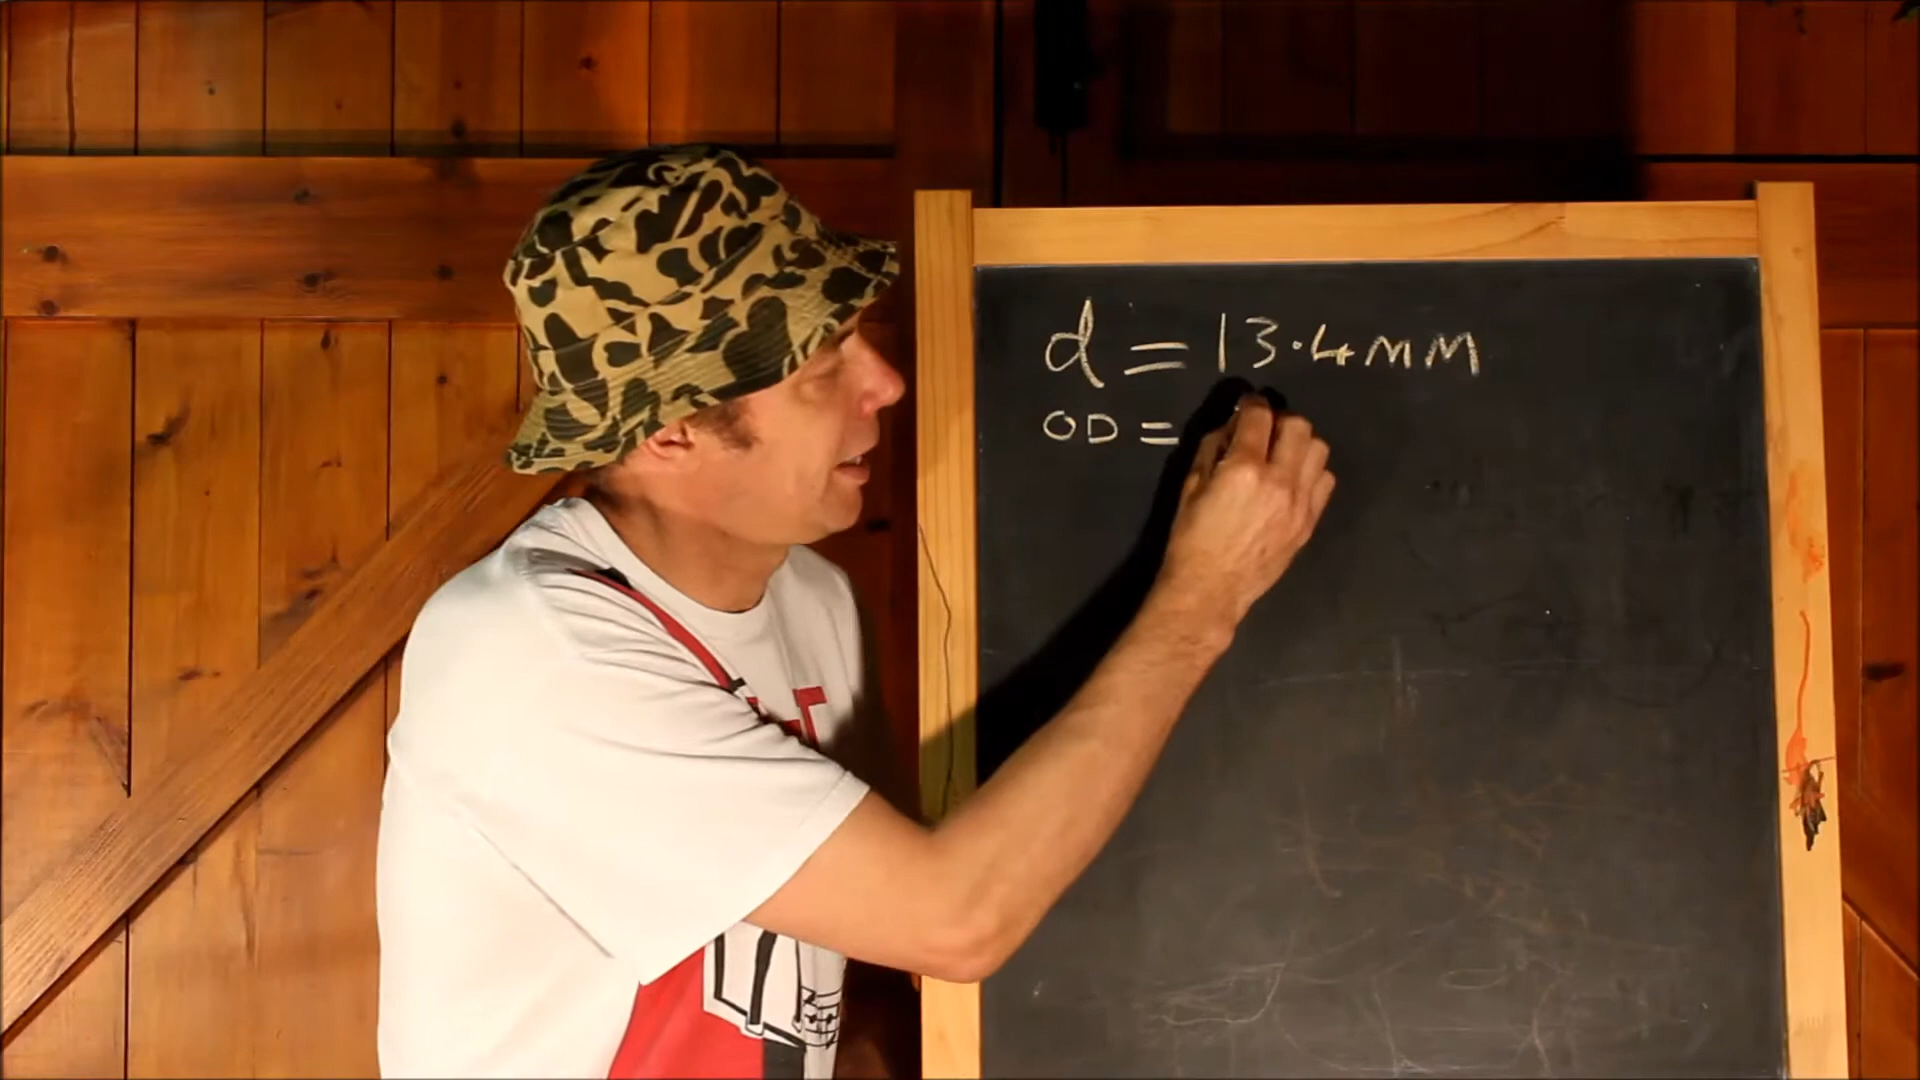 d = 13.4MM
OD =